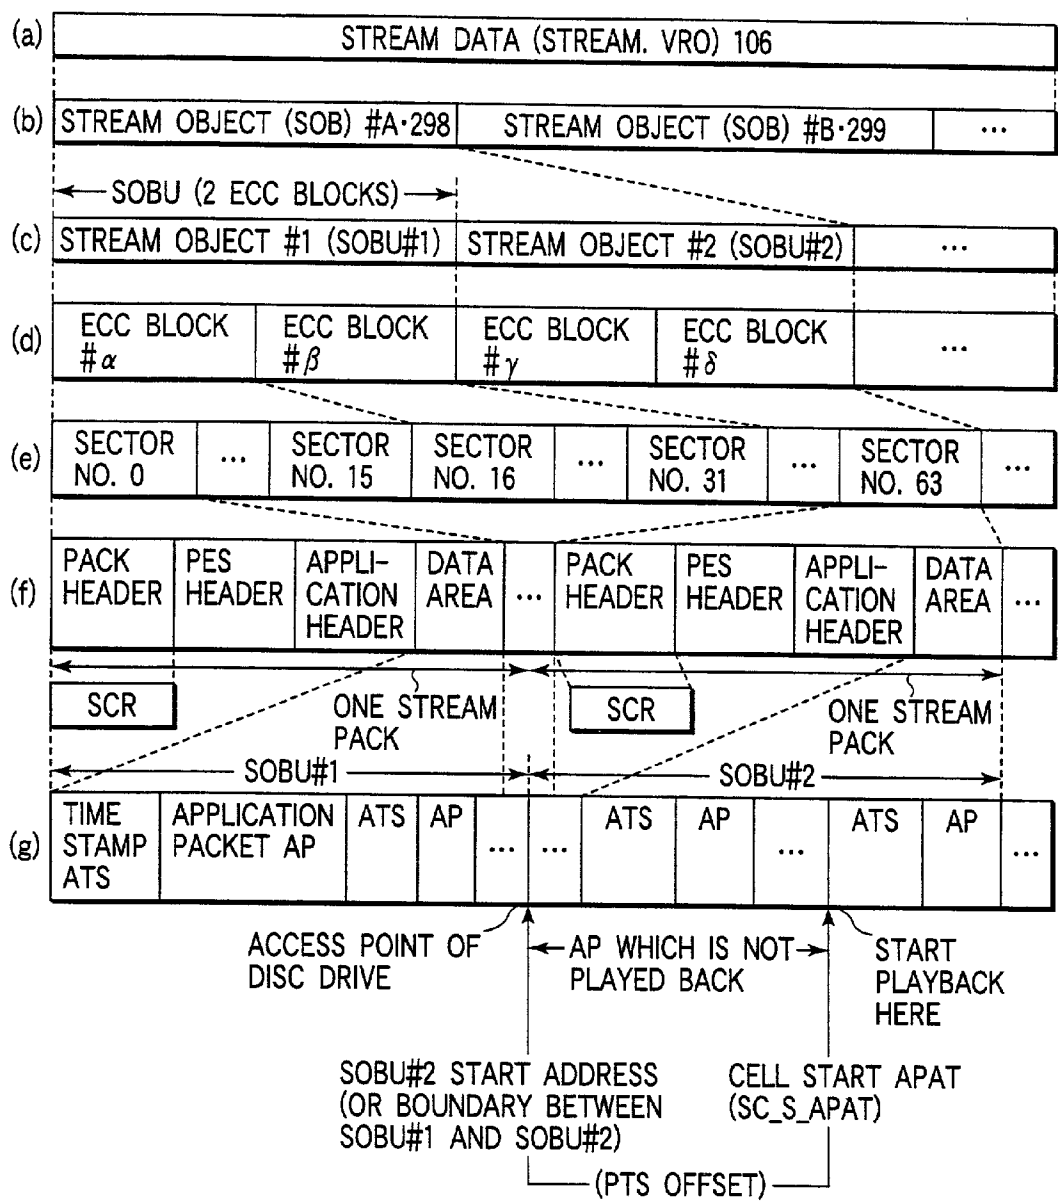 (a) STREAM DATA (STREAM. VRO) 106
(b) STREAM OBJECT (SOB) #A·298 STREAM OBJECT (SOB) #B·299 ...
SOBU (2 ECC BLOCKS)
(c) STREAM OBJECT #1 (SOBU#1) STREAM OBJECT #2 (SOBU#2) ...
(d) ECC BLOCK #α ECC BLOCK #β ECC BLOCK #γ ECC BLOCK #δ ...
(e) SECTOR NO. 0 ... SECTOR NO. 15 SECTOR NO. 16 ... SECTOR NO. 31 ... SECTOR NO. 63 ...
(f) PACK HEADER PES HEADER APPLI-CATION HEADER DATA AREA ... PACK HEADER PES HEADER APPLI-CATION HEADER DATA AREA ...
SCR ONE STREAM PACK SCR ONE STREAM PACK
SOBU#1 SOBU#2
(g) TIME STAMP ATS APPLICATION PACKET AP ATS AP ... ... ATS AP ... ATS AP ...
ACCESS POINT OF DISC DRIVE
AP WHICH IS NOT PLAYED BACK
START PLAYBACK HERE
SOBU#2 START ADDRESS
(OR BOUNDARY BETWEEN
SOBU#1 AND SOBU#2)
CELL START APAT
(SC_S_APAT)
(PTS OFFSET)